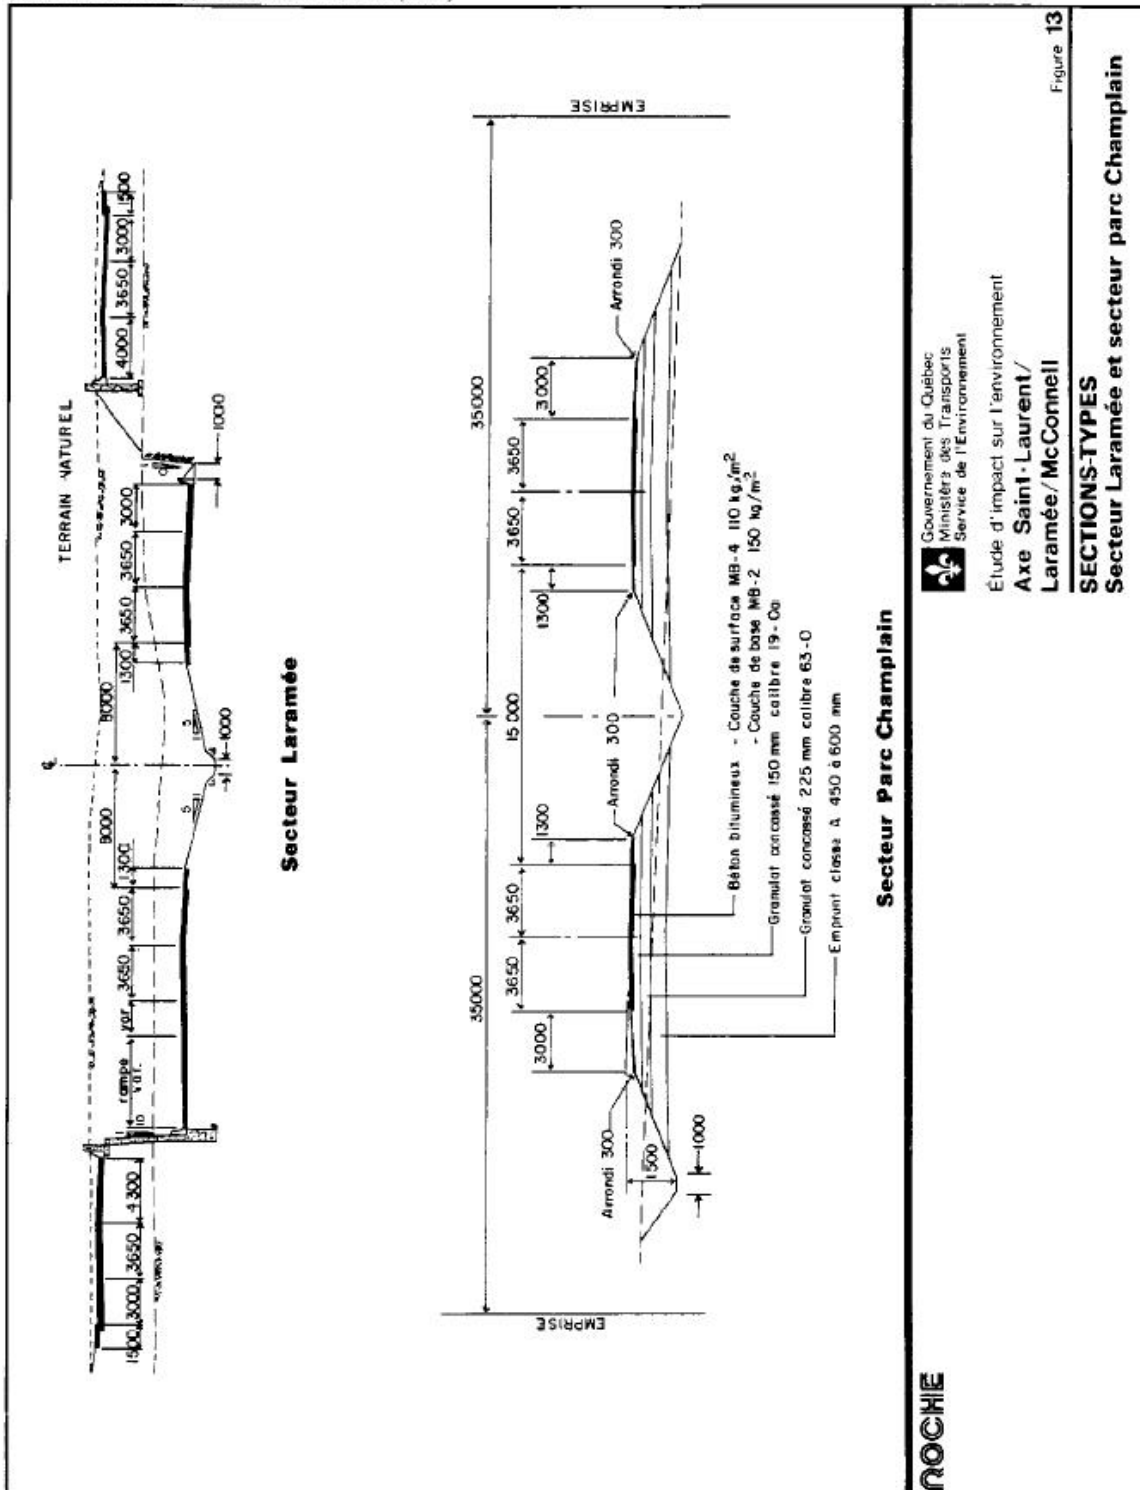 TERRAIN NATUREL
1500
3000
3650
4300
rampe
var.
var
3650
3650
1300
8000
8000
1300
3650
3650
3000
1000
4000
3650
3000
1500
1
10
5
5
1000
Secteur Laramée
EMPRISE
35000
35000
EMPRISE
3000
3650
3650
1300
15 000
1300
3650
3650
3000
Arrondi 300
Arrondi 300
Arrondi 300
1500
1000
Béton bitumineux - Couche de surface MB-4 110 kg/m²
- Couche de base MB-2 150 kg/m²
Granulat concassé 150 mm calibre 19-0a
Granulat concassé 225 mm calibre 63-0
Emprunt classe A 450 à 600 mm
Secteur Parc Champlain
ROCHE
Gouvernement du Québec
Ministère des Transports
Service de l'Environnement
Étude d'impact sur l'environnement
Axe Saint-Laurent/
Laramée/McConnell
Figure 13
SECTIONS-TYPES
Secteur Laramée et secteur parc Champlain